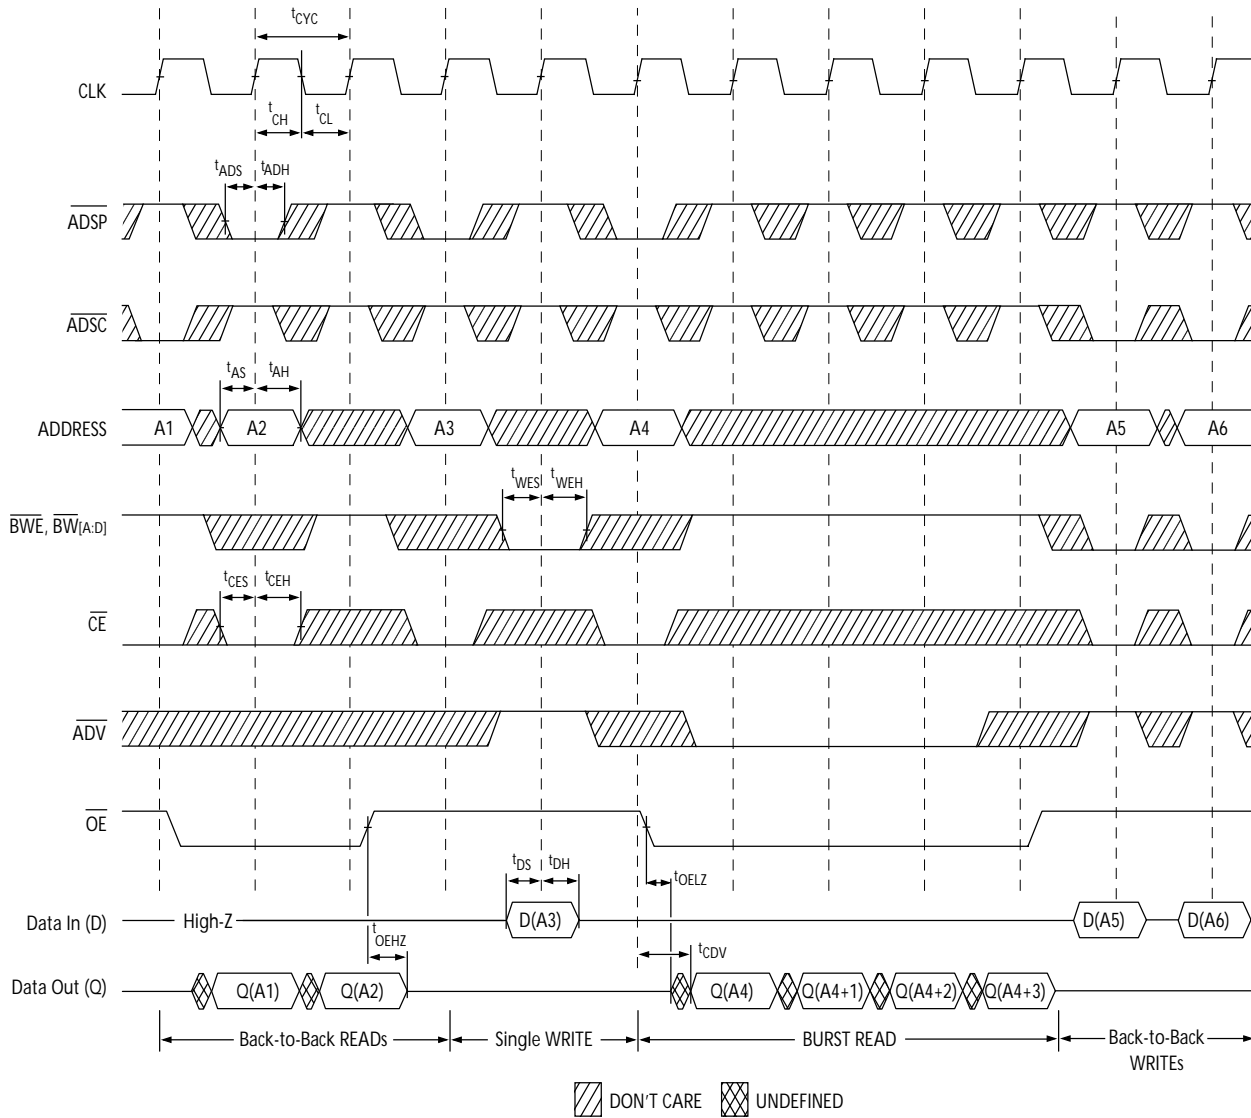 tCYC
CLK
tCH tCL
tADS tADH
ADSP
ADSC
tAS tAH
ADDRESS A1 A2 A3 A4 A5 A6
tWES tWEH
BWE, BW[A:D]
tCES tCEH
CE
ADV
OE
tDS tDH
tOELZ
Data In (D) High-Z D(A3) D(A5) D(A6)
tOEHZ
tCDV
Data Out (Q) Q(A1) Q(A2) Q(A4) Q(A4+1) Q(A4+2) Q(A4+3)
Back-to-Back READs Single WRITE BURST READ Back-to-Back
WRITEs
DON'T CARE UNDEFINED